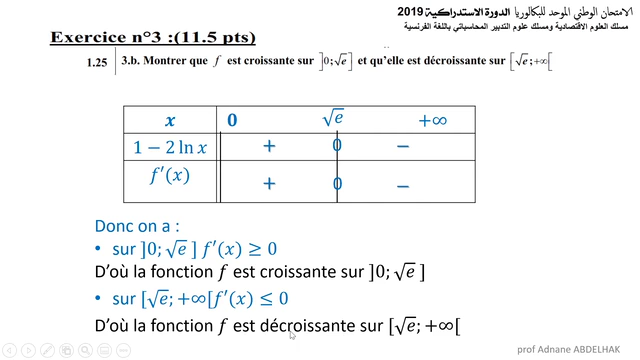 الامتحان الوطني الموحد للبكالوريا الدورة الاستدراكية 2019
مسلك العلوم الاقتصادية ومسلك علوم التدبير المحاسباتي باللغة الفرنسية
Exercice n°3 :(11.5 pts)
1.25 3.b. Montrer que f est croissante sur ]0;√e] et qu'elle est décroissante sur [√e;+∞[
x 0 √e +∞
1 − 2 ln x + 0 −
f′(x) + 0 −
Donc on a :
• sur ]0; √e ] f′(x) ≥ 0
D'où la fonction f est croissante sur ]0; √e ]
• sur [√e; +∞[f′(x) ≤ 0
D'où la fonction f est décroissante sur [√e; +∞[
prof Adnane ABDELHAK